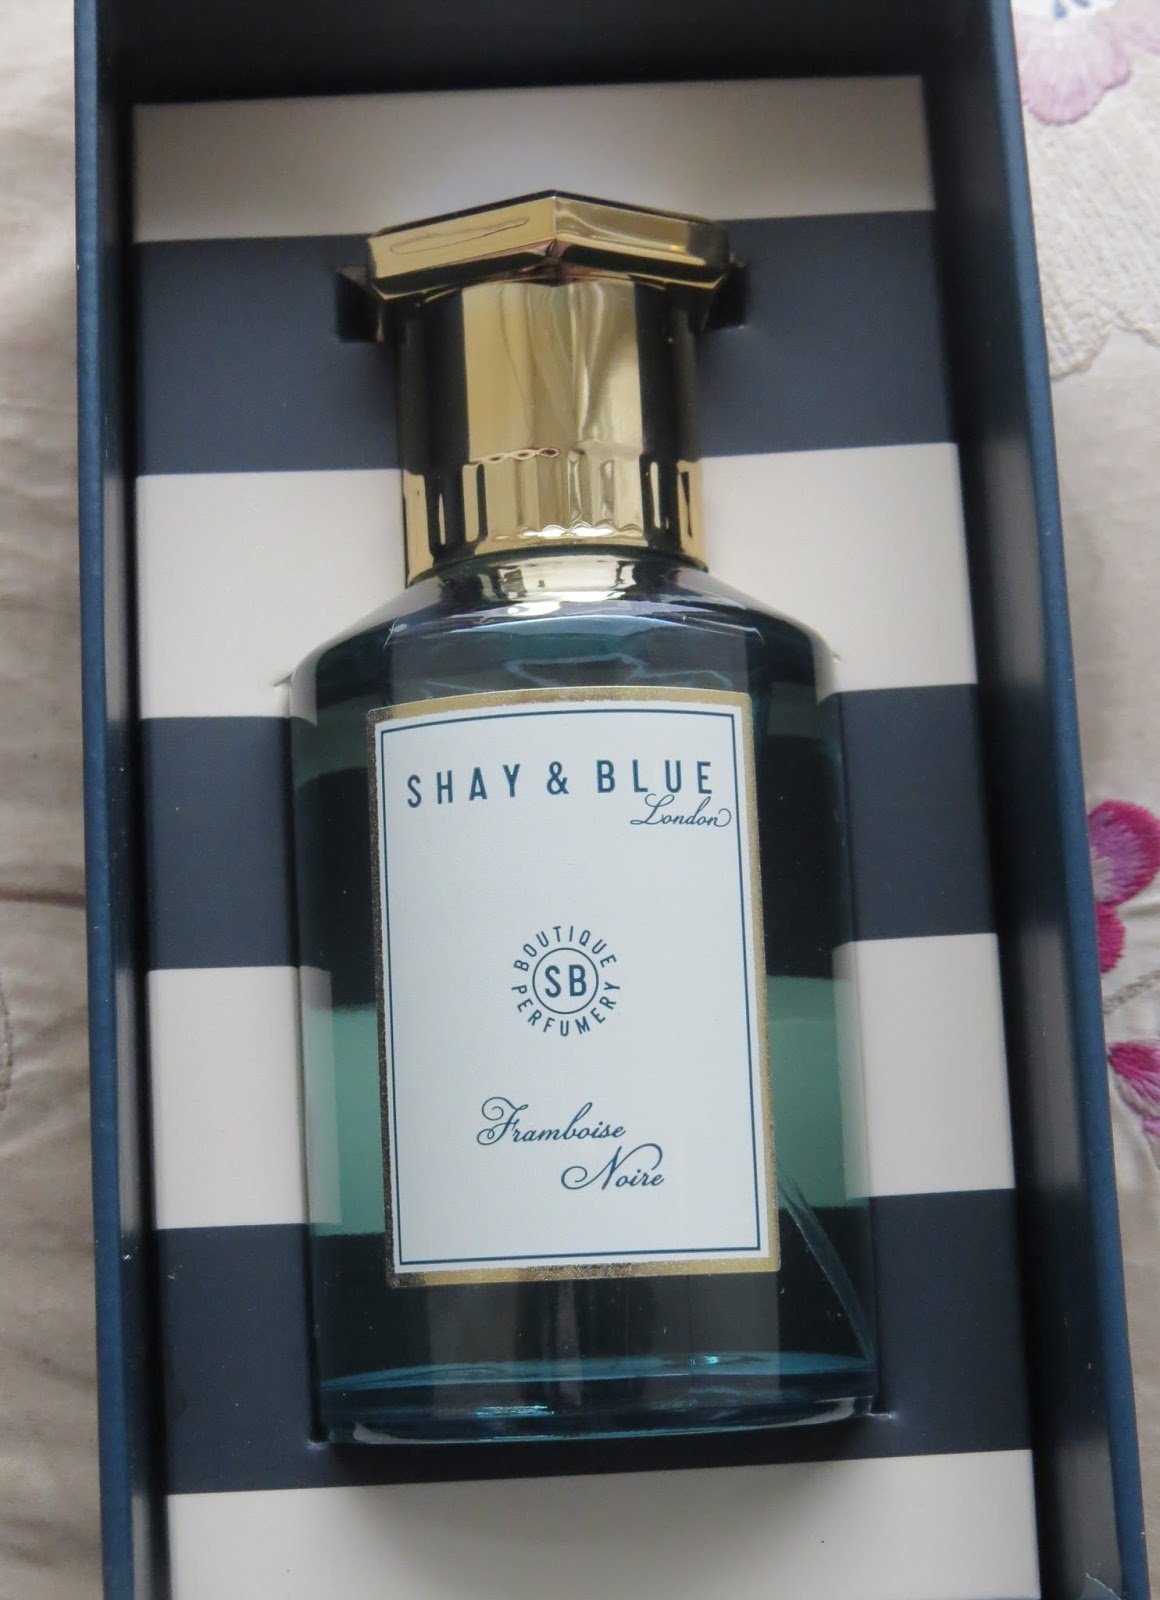 SHAY & BLUE
London
BOUTIQUE
SB
PERFUMERY
Framboise
Noire